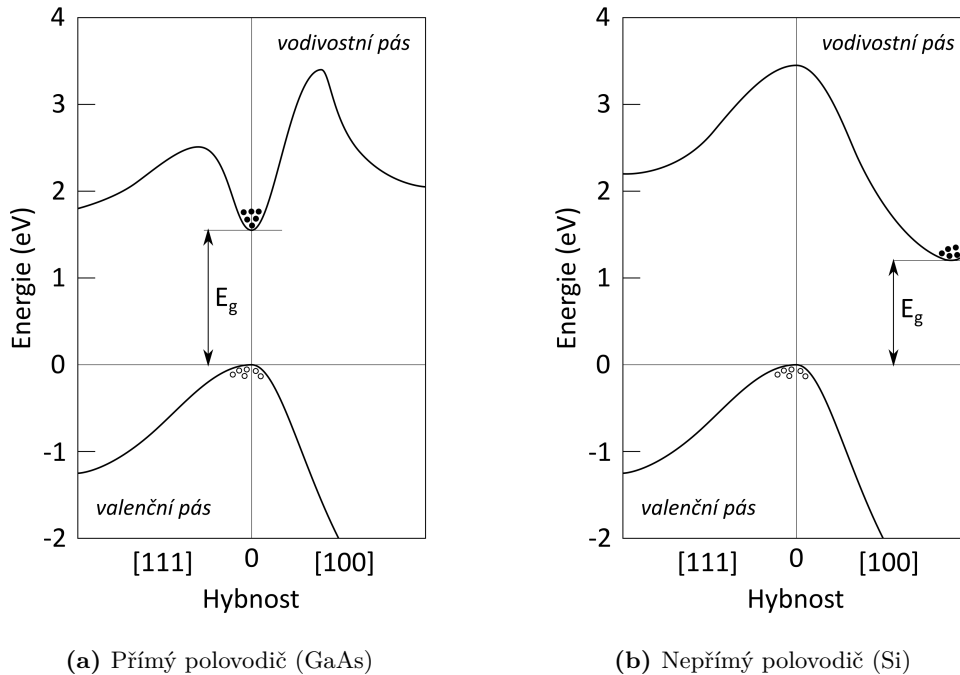 4
vodivostní pás
3
2
1
E_g
0
-1
valenční pás
-2
[111] 0 [100]
Energie (eV)
Hybnost
(a) Přímý polovodič (GaAs)
4
vodivostní pás
3
2
1
E_g
0
-1
valenční pás
-2
[111] 0 [100]
Energie (eV)
Hybnost
(b) Nepřímý polovodič (Si)